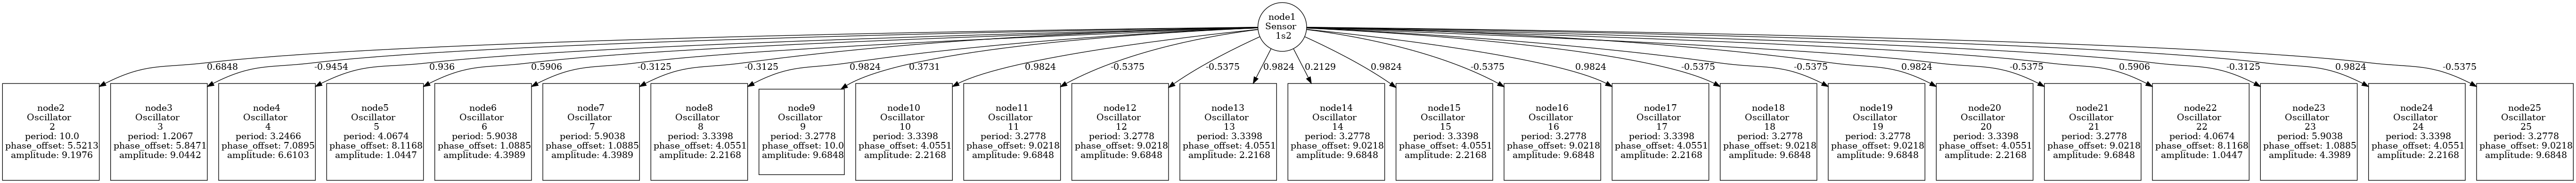 node1
Sensor
1s2
0.6848
-0.9454
0.936
0.5906
-0.3125
-0.3125
0.9824
0.3731
0.9824
-0.5375
-0.5375
0.9824
0.2129
0.9824
-0.5375
0.9824
-0.5375
-0.5375
0.9824
-0.5375
0.5906
-0.3125
0.9824
-0.5375
node2
Oscillator
2
period: 10.0
phase_offset: 5.5213
amplitude: 9.1976
node3
Oscillator
3
period: 1.2067
phase_offset: 5.8471
amplitude: 9.0442
node4
Oscillator
4
period: 3.2466
phase_offset: 7.0895
amplitude: 6.6103
node5
Oscillator
5
period: 4.0674
phase_offset: 8.1168
amplitude: 1.0447
node6
Oscillator
6
period: 5.9038
phase_offset: 1.0885
amplitude: 4.3989
node7
Oscillator
7
period: 5.9038
phase_offset: 1.0885
amplitude: 4.3989
node8
Oscillator
8
period: 3.3398
phase_offset: 4.0551
amplitude: 2.2168
node9
Oscillator
9
period: 3.2778
phase_offset: 10.0
amplitude: 9.6848
node10
Oscillator
10
period: 3.3398
phase_offset: 4.0551
amplitude: 2.2168
node11
Oscillator
11
period: 3.2778
phase_offset: 9.0218
amplitude: 9.6848
node12
Oscillator
12
period: 3.2778
phase_offset: 9.0218
amplitude: 9.6848
node13
Oscillator
13
period: 3.3398
phase_offset: 4.0551
amplitude: 2.2168
node14
Oscillator
14
period: 3.2778
phase_offset: 9.0218
amplitude: 9.6848
node15
Oscillator
15
period: 3.3398
phase_offset: 4.0551
amplitude: 2.2168
node16
Oscillator
16
period: 3.2778
phase_offset: 9.0218
amplitude: 9.6848
node17
Oscillator
17
period: 3.3398
phase_offset: 4.0551
amplitude: 2.2168
node18
Oscillator
18
period: 3.2778
phase_offset: 9.0218
amplitude: 9.6848
node19
Oscillator
19
period: 3.2778
phase_offset: 9.0218
amplitude: 9.6848
node20
Oscillator
20
period: 3.3398
phase_offset: 4.0551
amplitude: 2.2168
node21
Oscillator
21
period: 3.2778
phase_offset: 9.0218
amplitude: 9.6848
node22
Oscillator
22
period: 4.0674
phase_offset: 8.1168
amplitude: 1.0447
node23
Oscillator
23
period: 5.9038
phase_offset: 1.0885
amplitude: 4.3989
node24
Oscillator
24
period: 3.3398
phase_offset: 4.0551
amplitude: 2.2168
node25
Oscillator
25
period: 3.2778
phase_offset: 9.0218
amplitude: 9.6848